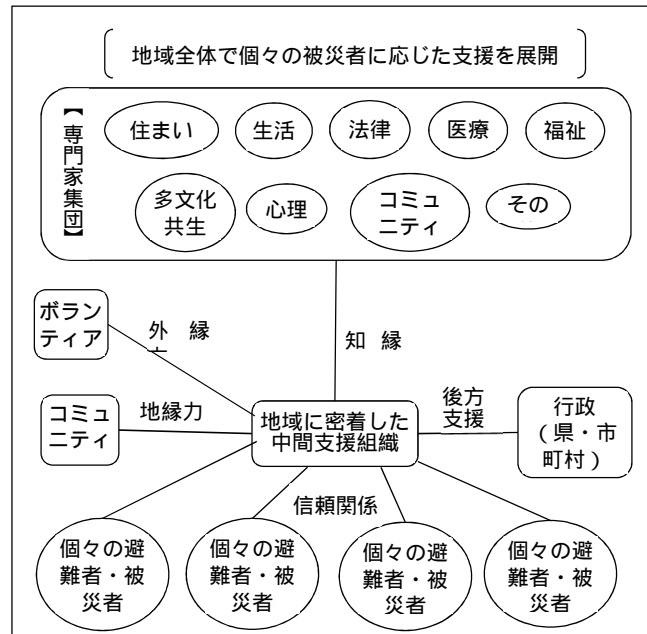 地域全体で個々の被災者に応じた支援を展開
【専門家集団】
住まい
生活
法律
医療
福祉
多文化
共生
心理
コミュ
ニティ
その
ボラン
ティア
外 縁
知 縁
コミュ
ニティ
地縁力
地域に密着した
中間支援組織
後方
支援
行政
(県・市
町村)
信頼関係
個々の避
難者・被
災者
個々の避
難者・被
災者
個々の避
難者・被
災者
個々の避
難者・被
災者